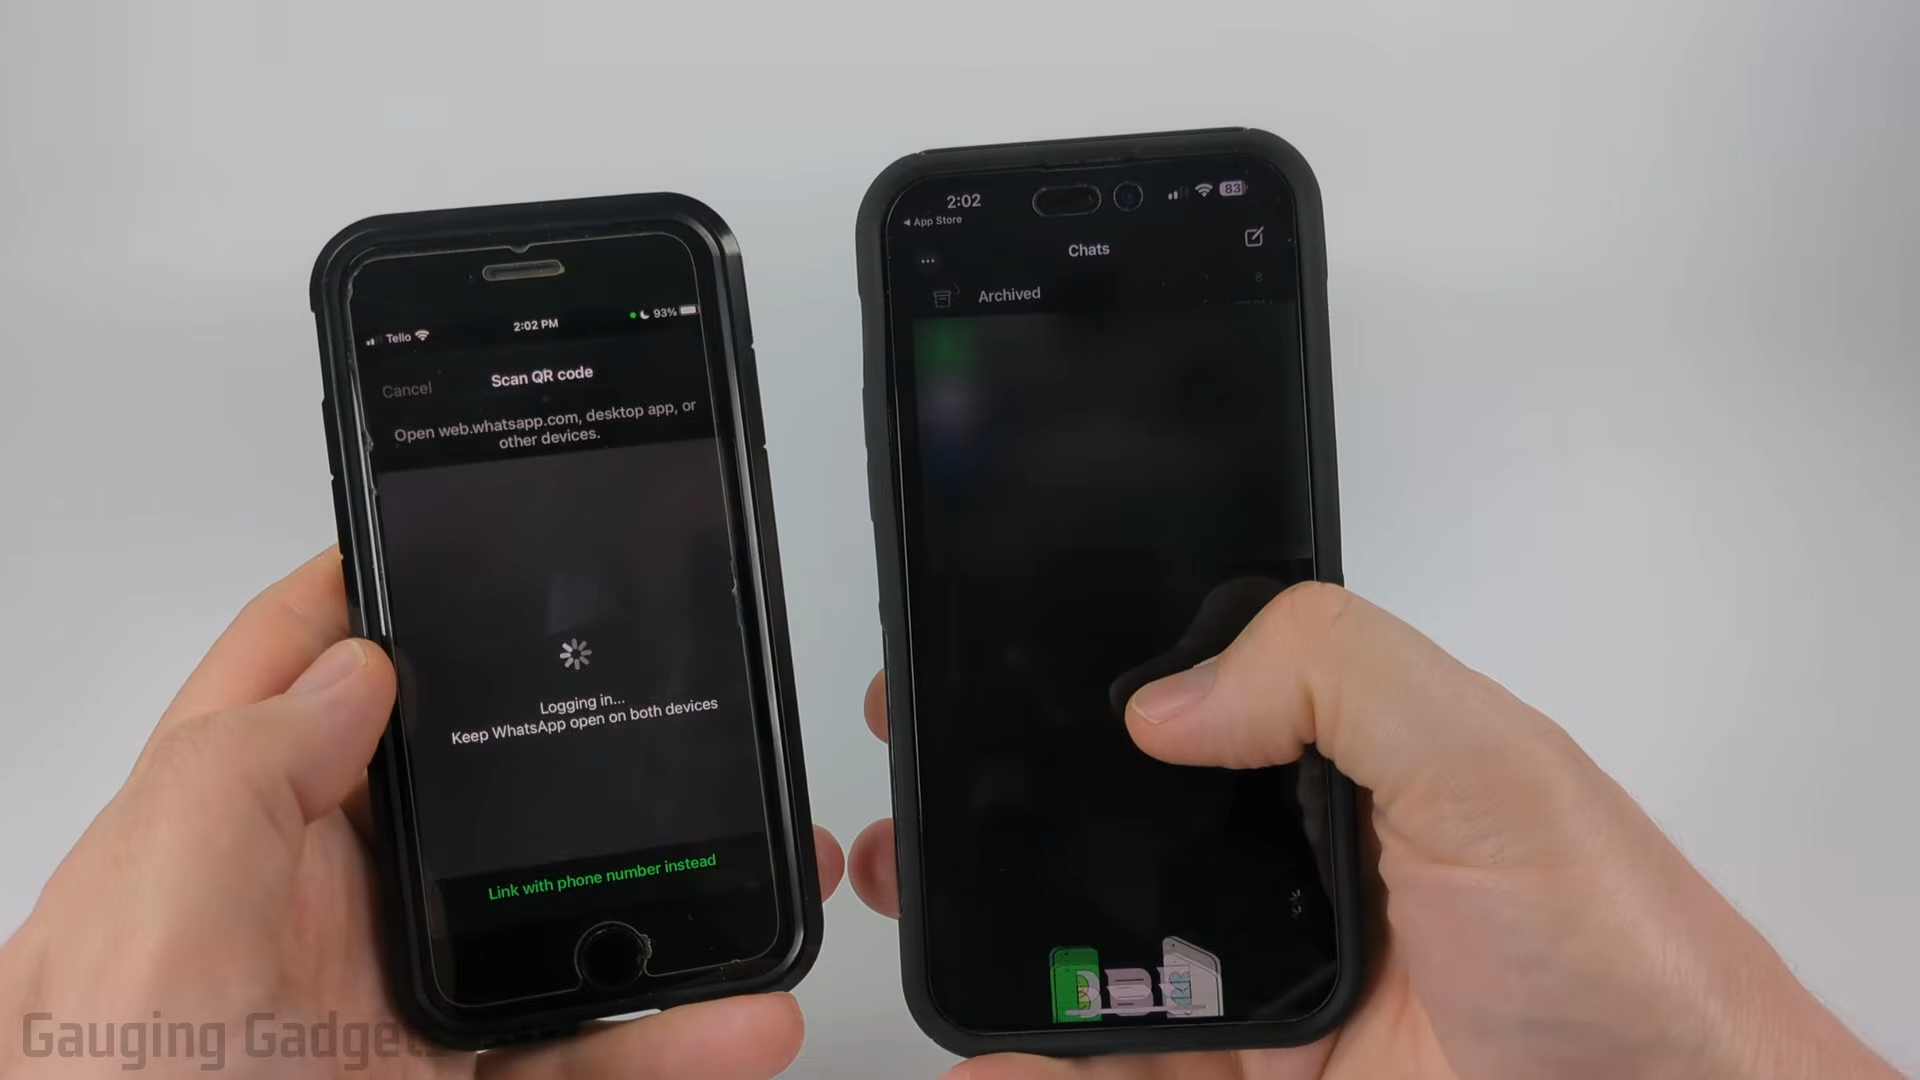 Tello
2:02 PM
93%
Cancel
Scan QR code
Open web.whatsapp.com, desktop app, or
other devices.
Logging in...
Keep WhatsApp open on both devices
Link with phone number instead
2:02
83
App Store
Chats
Archived
8
Gauging Gadgets